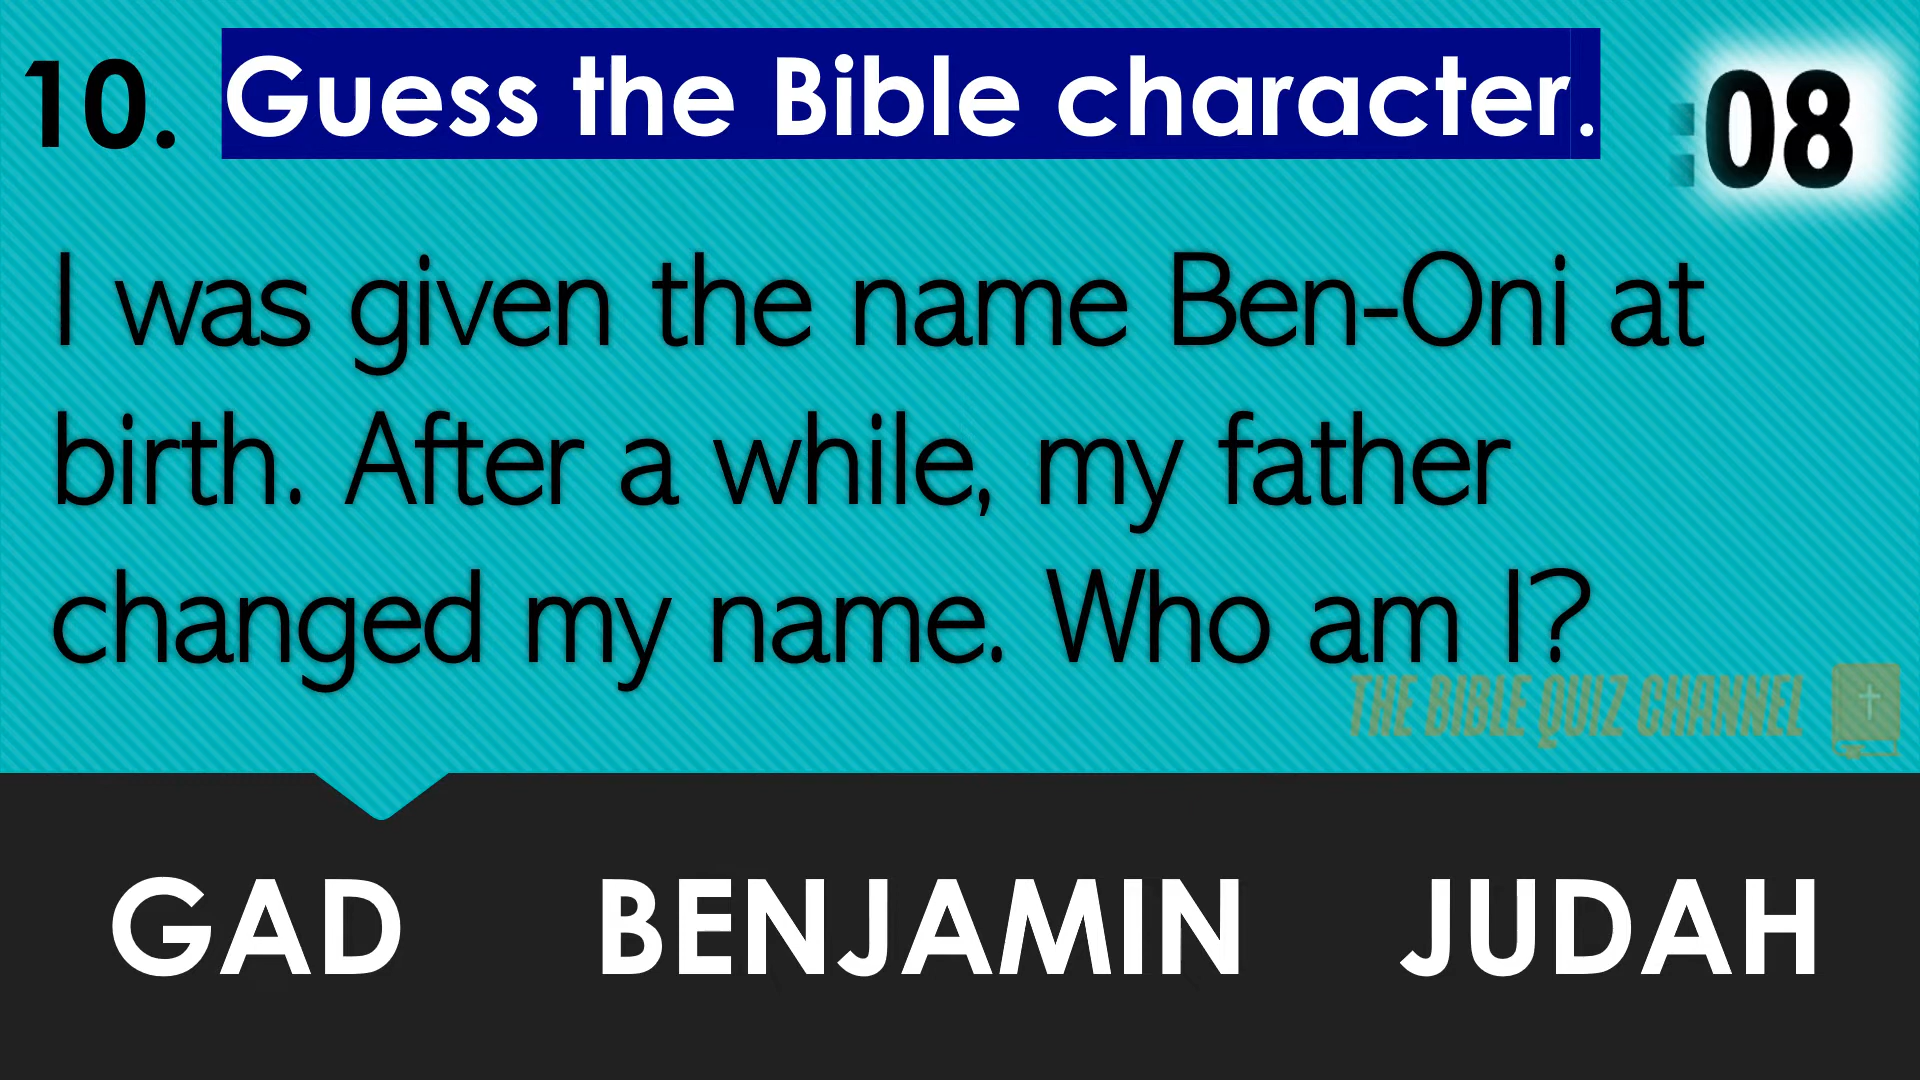 10. Guess the Bible character. :08
I was given the name Ben-Oni at
birth. After a while, my father
changed my name. Who am I?
THE BIBLE QUIZ CHANNEL
GAD BENJAMIN JUDAH